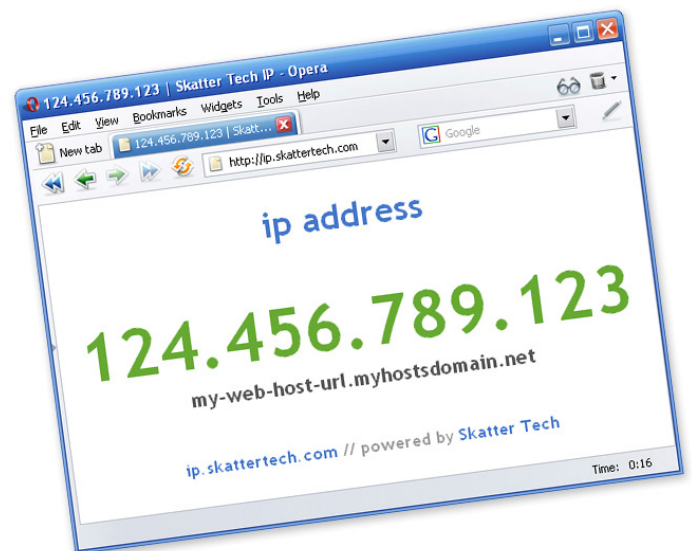 124.456.789.123 | Skatter Tech IP - Opera
File Edit View Bookmarks Widgets Tools Help
New tab 124.456.789.123 | Skatt...
http://ip.skattertech.com G Google
ip address
124.456.789.123
my-web-host-url.myhostsdomain.net
ip.skattertech.com // powered by Skatter Tech
Time: 0:16